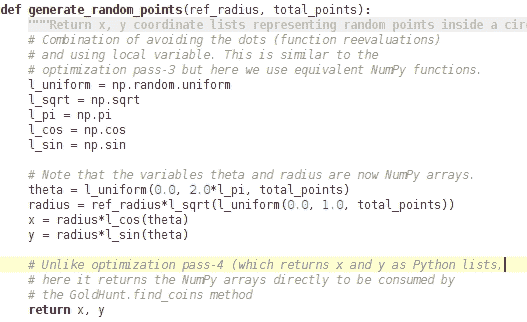 def generate_random_points(ref_radius, total_points):
    """Return x, y coordinate lists representing random points inside a
    # Combination of avoiding the dots (function reevaluations)
    # and using local variable. This is similar to the
    # optimization pass-3 but here we use equivalent NumPy functions.
    l_uniform = np.random.uniform
    l_sqrt = np.sqrt
    l_pi = np.pi
    l_cos = np.cos
    l_sin = np.sin
    # Note that the variables theta and radius are now NumPy arrays.
    theta = l_uniform(0.0, 2.0*l_pi, total_points)
    radius = ref_radius*l_sqrt(l_uniform(0.0, 1.0, total_points))
    x = radius*l_cos(theta)
    y = radius*l_sin(theta)
    # Unlike optimization pass-4 (which returns x and y as Python lists,
    # here it returns the NumPy arrays directly to be consumed by
    # the GoldHunt.find_coins method
    return x, y